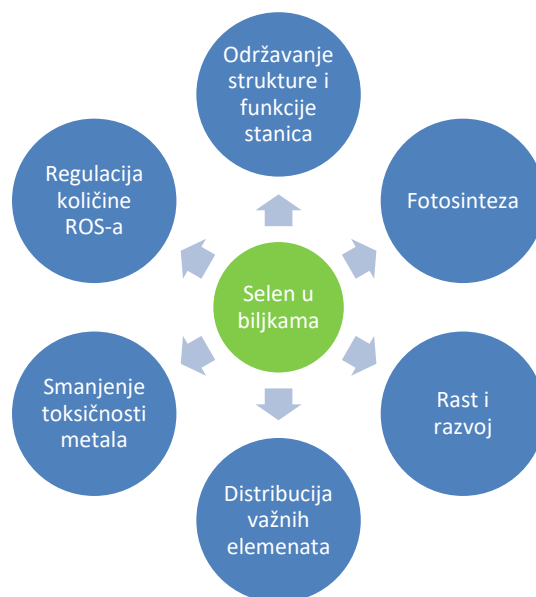 Održavanje
strukture i
funkcije
stanica
Fotosinteza
Rast i
razvoj
Distribucija
važnih
elemenata
Smanjenje
toksičnosti
metala
Regulacija
količine
ROS-a
Selen u
biljkama